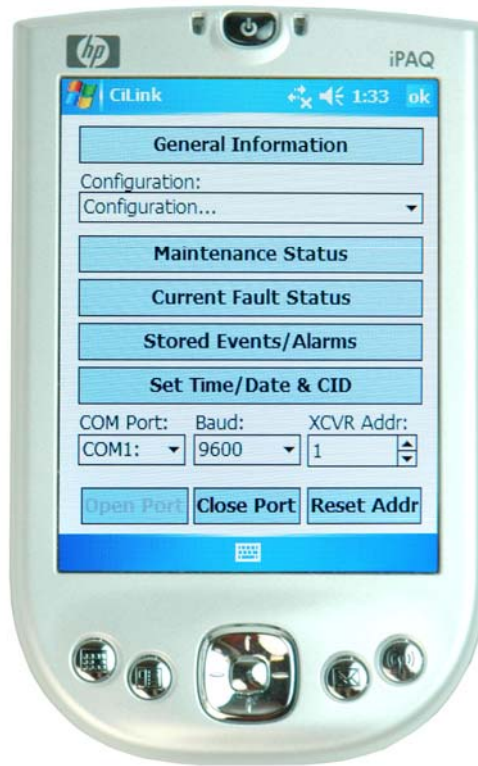 hp
iPAQ
CiLink 1:33 ok
General Information
Configuration:
Configuration...
Maintenance Status
Current Fault Status
Stored Events/Alarms
Set Time/Date & CID
COM Port: Baud: XCVR Addr:
COM1: 9600 1
Open Port Close Port Reset Addr